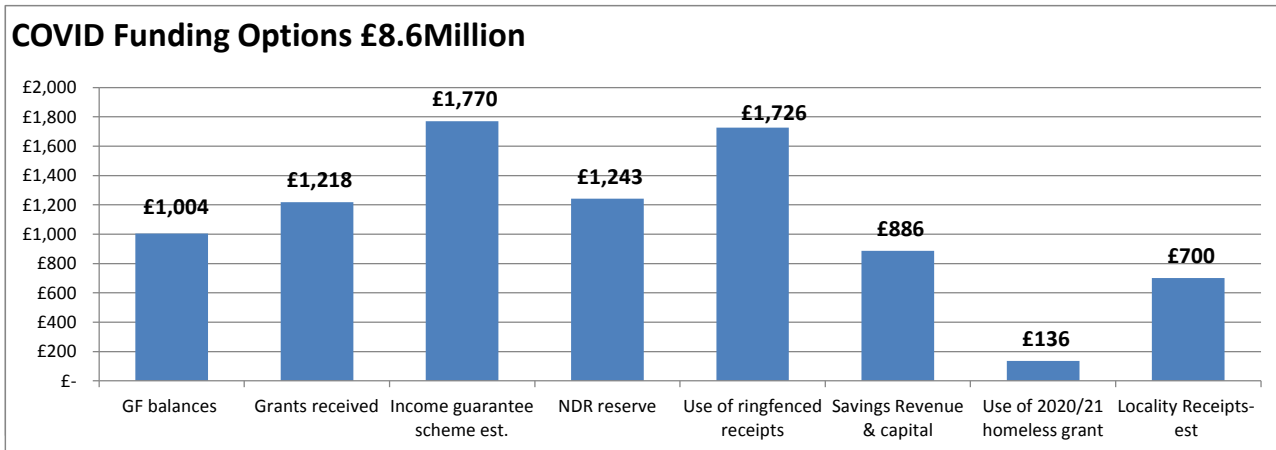 COVID Funding Options £8.6Million
£2,000
£1,800
£1,600
£1,400
£1,200
£1,000
£800
£600
£400
£200
£-
£1,004
£1,218
£1,770
£1,243
£1,726
£886
£136
£700
GF balances
Grants received
Income guarantee
scheme est.
NDR reserve
Use of ringfenced
receipts
Savings Revenue
& capital
Use of 2020/21
homeless grant
Locality Receipts-
est